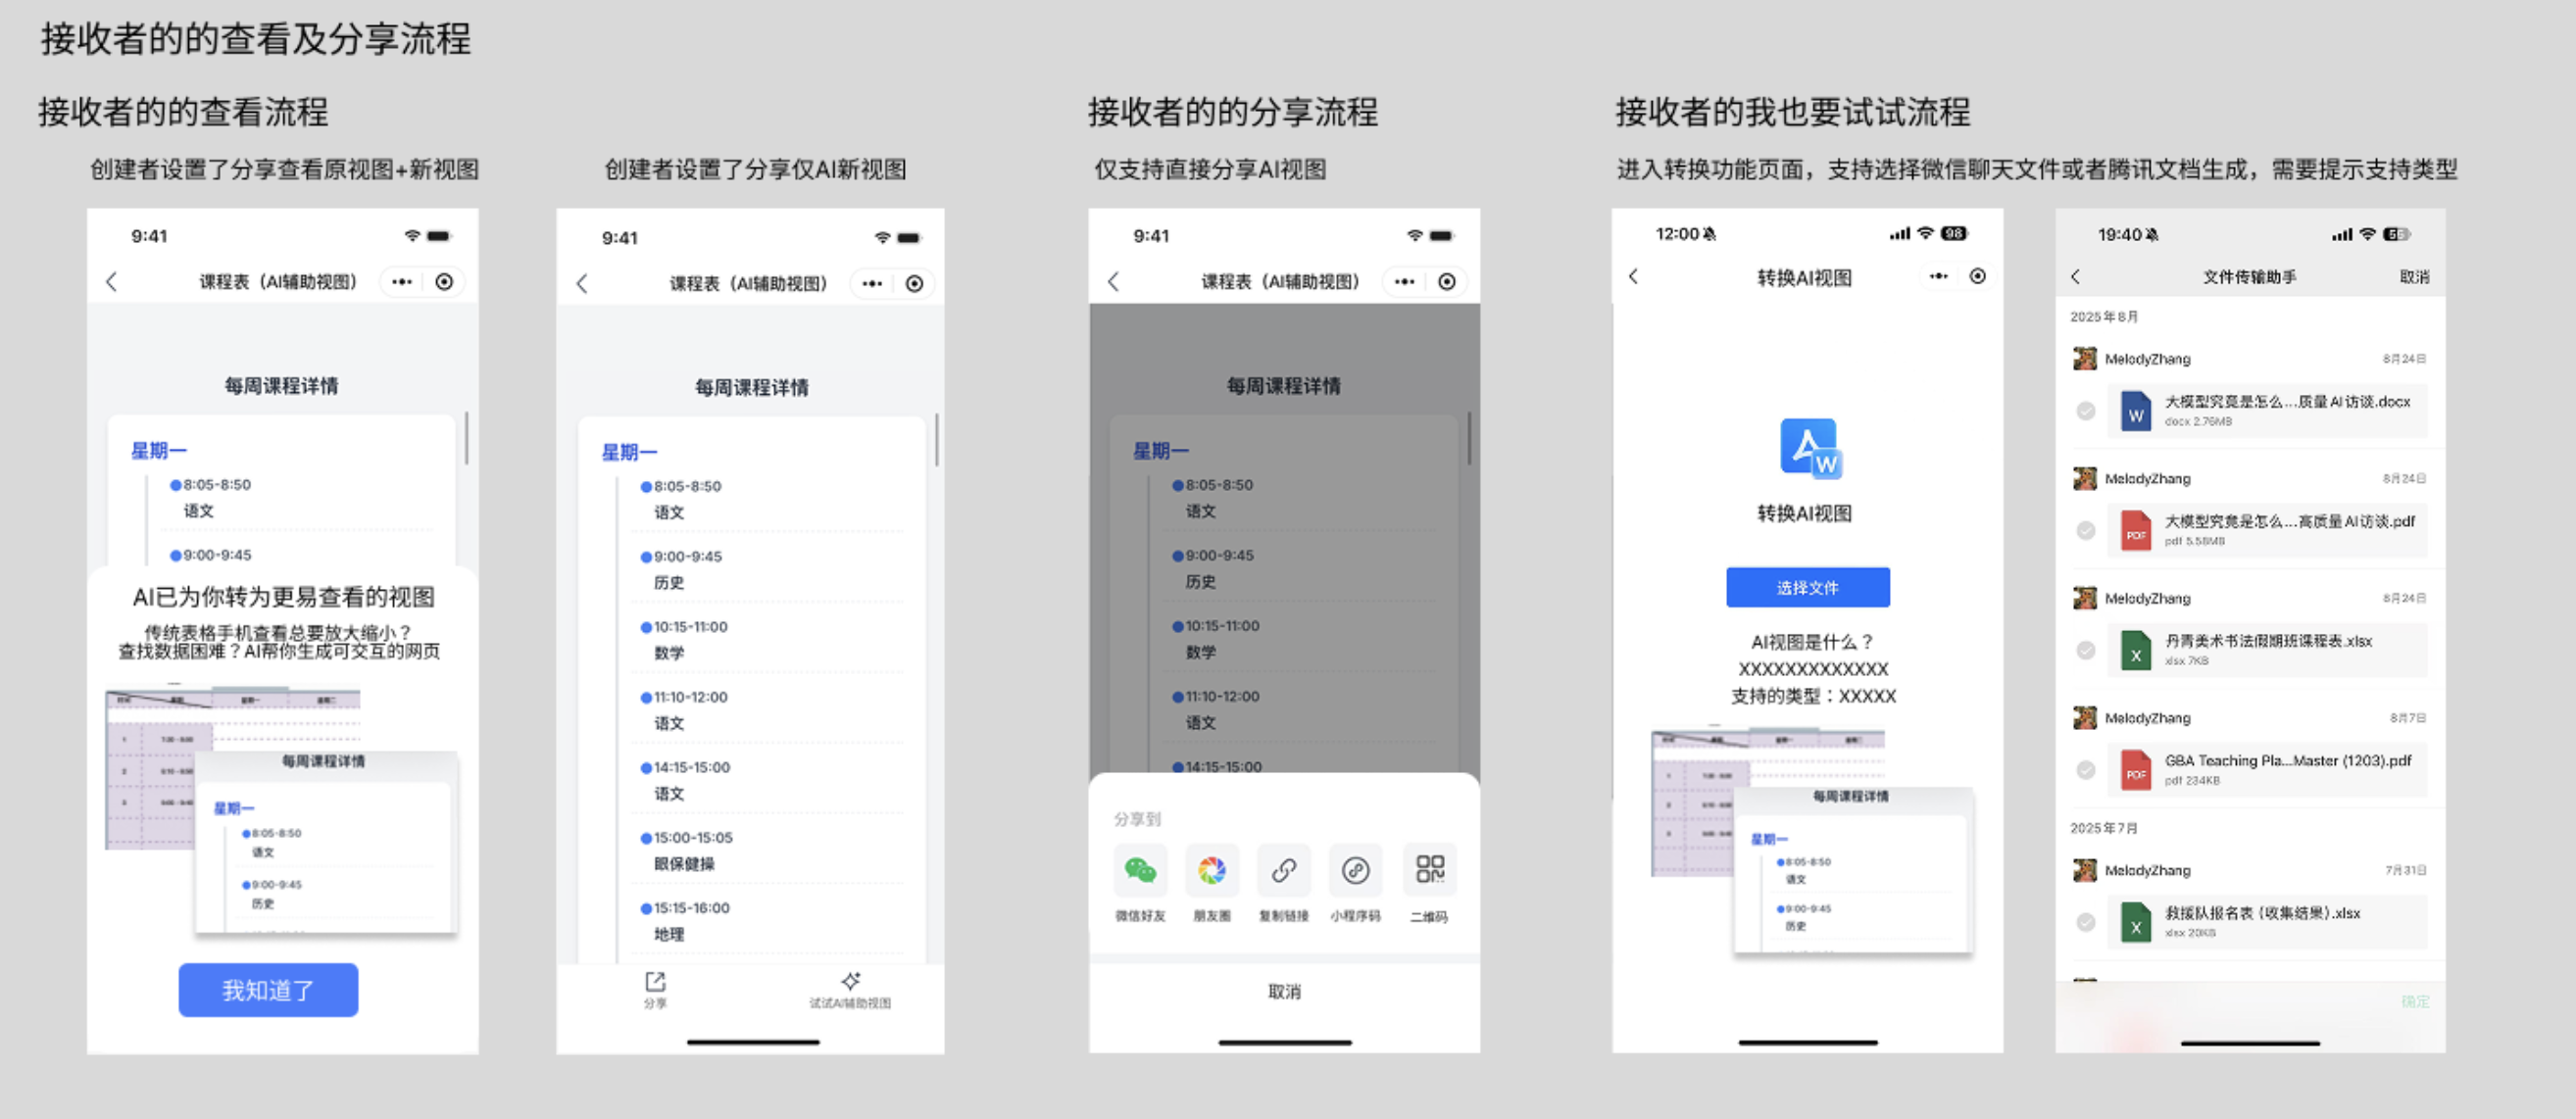 接收者的的查看及分享流程
接收者的的查看流程
创建者设置了分享查看原视图+新视图
9:41
课程表（AI辅助视图）
每周课程详情
星期一
8:05-8:50
语文
9:00-9:45
AI已为你转为更易查看的视图
传统表格手机查看总要放大缩小？
查找数据困难？AI帮你生成可交互的网页
每周课程详情
星期一
8:05-8:50
语文
9:00-9:45
历史
我知道了
创建者设置了分享仅AI新视图
9:41
课程表（AI辅助视图）
每周课程详情
星期一
8:05-8:50
语文
9:00-9:45
历史
10:15-11:00
数学
11:10-12:00
语文
14:15-15:00
语文
15:00-15:05
眼保健操
15:15-16:00
地理
分享
试试AI辅助视图
接收者的的分享流程
仅支持直接分享AI视图
9:41
课程表（AI辅助视图）
每周课程详情
星期一
8:05-8:50
语文
9:00-9:45
历史
10:15-11:00
数学
11:10-12:00
语文
14:15-15:00
分享到
微信好友
朋友圈
复制链接
小程序码
二维码
取消
接收者的我也要试试流程
进入转换功能页面，支持选择微信聊天文件或者腾讯文档生成，需要提示支持类型
12:00
98
转换AI视图
W
转换AI视图
选择文件
AI视图是什么？
XXXXXXXXXXXXX
支持的类型：XXXXX
每周课程详情
星期一
8:05-8:50
语文
9:00-9:45
历史
19:40
文件传输助手
取消
2025年8月
MelodyZhang
8月24日
W
大模型究竟是怎么...质量AI访谈.docx
docx 2.76MB
MelodyZhang
8月24日
PDF
大模型究竟是怎么...高质量AI访谈.pdf
pdf 5.58MB
MelodyZhang
8月24日
X
丹青美术书法假期班课程表.xlsx
xlsx 7KB
MelodyZhang
8月7日
PDF
GBA Teaching Pla...Master (1203).pdf
pdf 234KB
2025年7月
MelodyZhang
7月31日
X
救援队报名表（收集结果）.xlsx
xlsx 20KB
确定